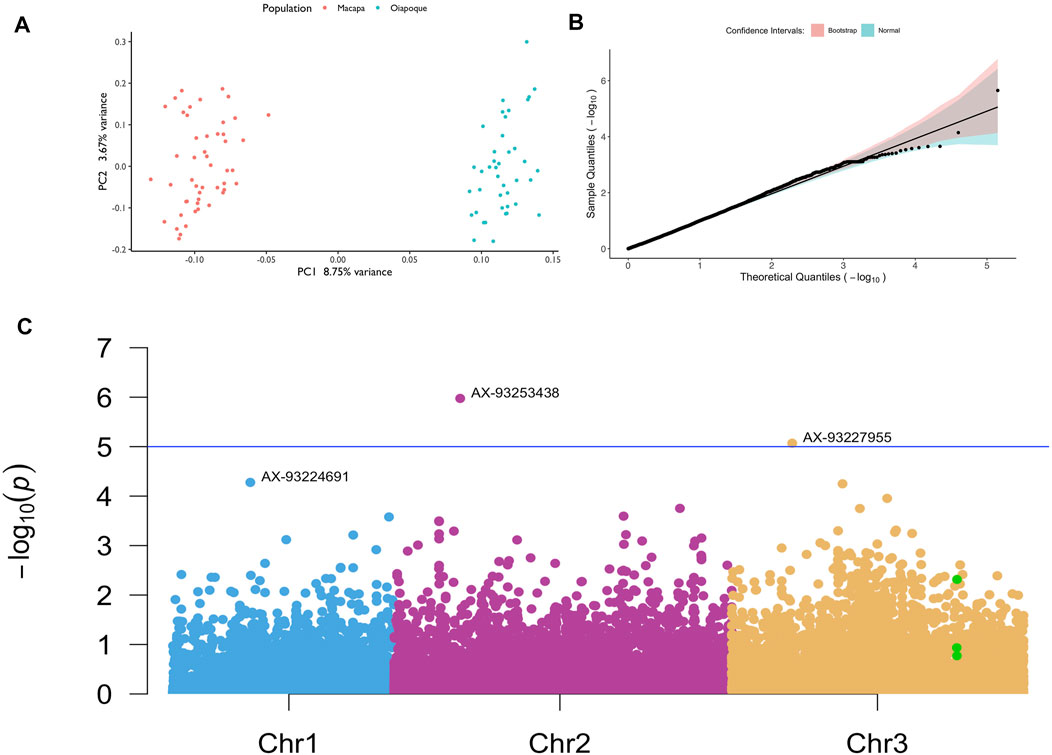 A
Population Macapa Oiapoque
PC2 3.67% variance
0.3
0.2
0.1
0.0
-0.1
-0.2
-0.10 -0.05 0.00 0.05 0.10 0.15
PC1 8.75% variance
B
Confidence Intervals: Bootstrap Normal
Sample Quantiles (−log10)
6
4
2
0
0 1 2 3 4 5
Theoretical Quantiles (−log10)
C
−log10(p)
7
6
5
4
3
2
1
0
AX-93253438
AX-93227955
AX-93224691
Chr1 Chr2 Chr3